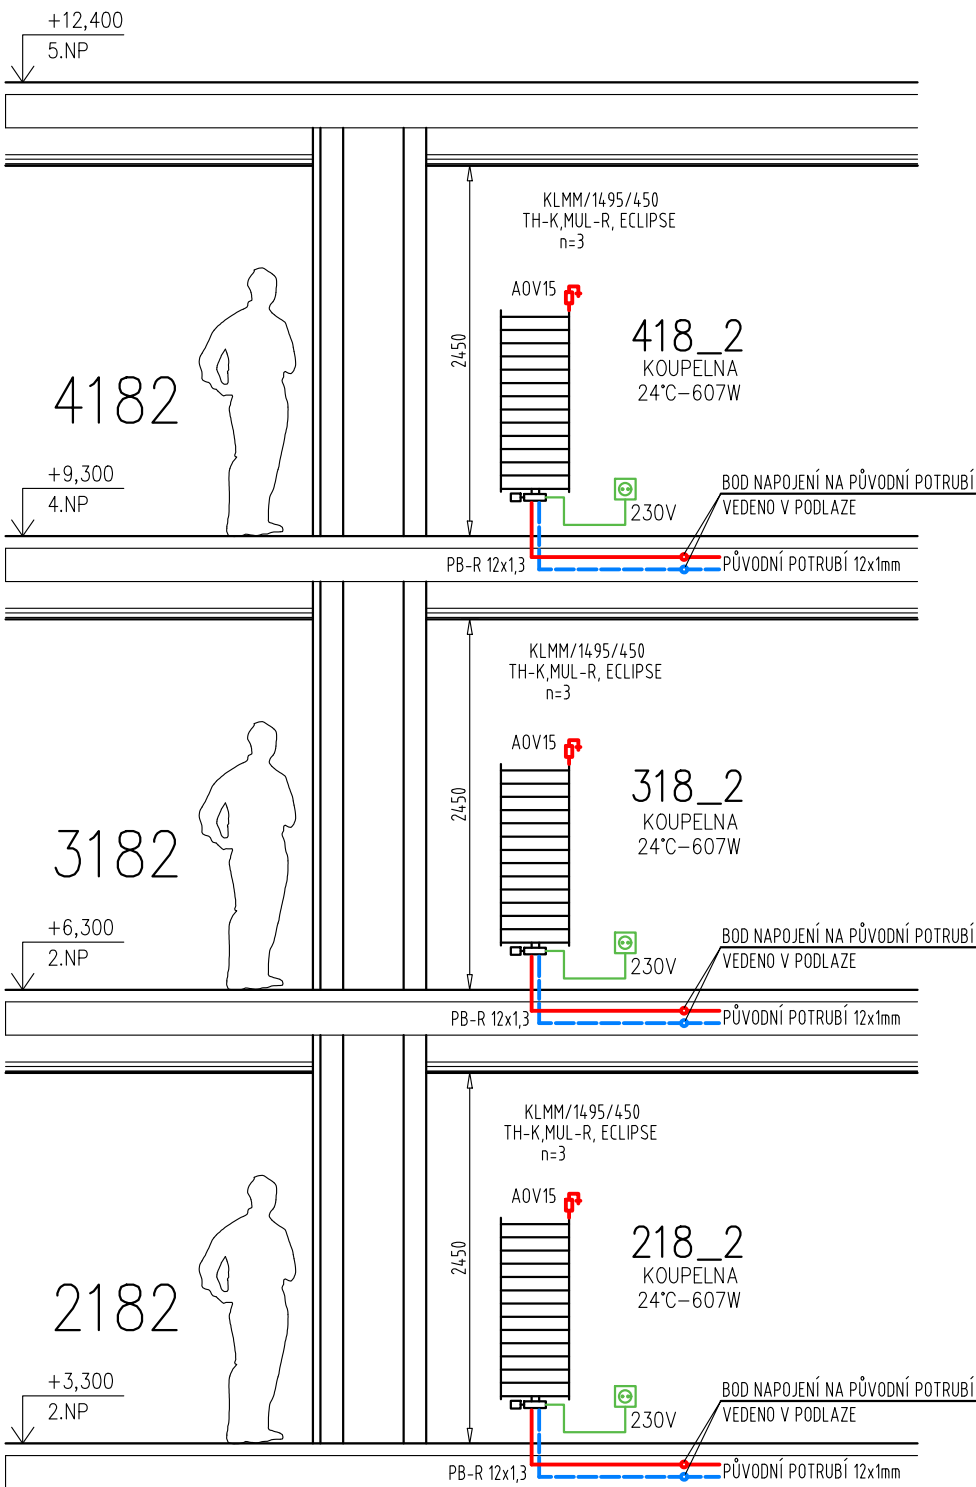 +12,400
5.NP
KLMM/1495/450
TH-K,MUL-R, ECLIPSE
n=3
AOV15
2450
418_2
KOUPELNA
24°C-607W
4182
+9,300
4.NP
230V
BOD NAPOJENÍ NA PŮVODNÍ POTRUBÍ
VEDENO V PODLAZE
PB-R 12x1,3
PŮVODNÍ POTRUBÍ 12x1mm
KLMM/1495/450
TH-K,MUL-R, ECLIPSE
n=3
AOV15
2450
318_2
KOUPELNA
24°C-607W
3182
+6,300
2.NP
230V
BOD NAPOJENÍ NA PŮVODNÍ POTRUBÍ
VEDENO V PODLAZE
PB-R 12x1,3
PŮVODNÍ POTRUBÍ 12x1mm
KLMM/1495/450
TH-K,MUL-R, ECLIPSE
n=3
AOV15
2450
218_2
KOUPELNA
24°C-607W
2182
+3,300
2.NP
230V
BOD NAPOJENÍ NA PŮVODNÍ POTRUBÍ
VEDENO V PODLAZE
PB-R 12x1,3
PŮVODNÍ POTRUBÍ 12x1mm